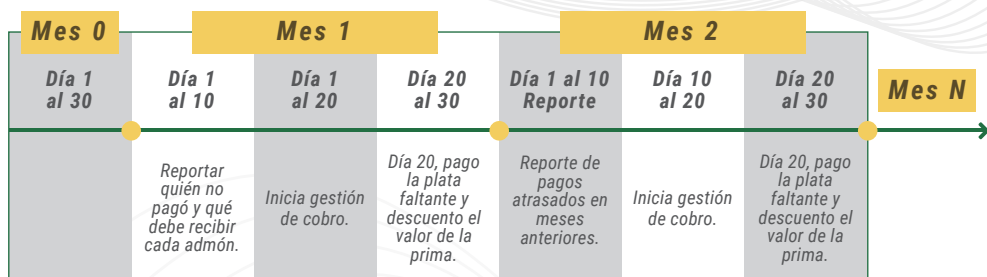 Mes 0
Mes 1
Mes 2
Mes N
Día 1
al 30
Día 1
al 10
Día 1
al 20
Día 20
al 30
Día 1 al 10
Reporte
Día 10
al 20
Día 20
al 30
Reportar
quién no
pagó y qué
debe recibir
cada admón.
Inicia gestión
de cobro.
Día 20, pago
la plata
faltante y
descuento el
valor de la
prima.
Reporte de
pagos
atrasados en
meses
anteriores.
Inicia gestión
de cobro.
Día 20, pago
la plata
faltante y
descuento el
valor de la
prima.